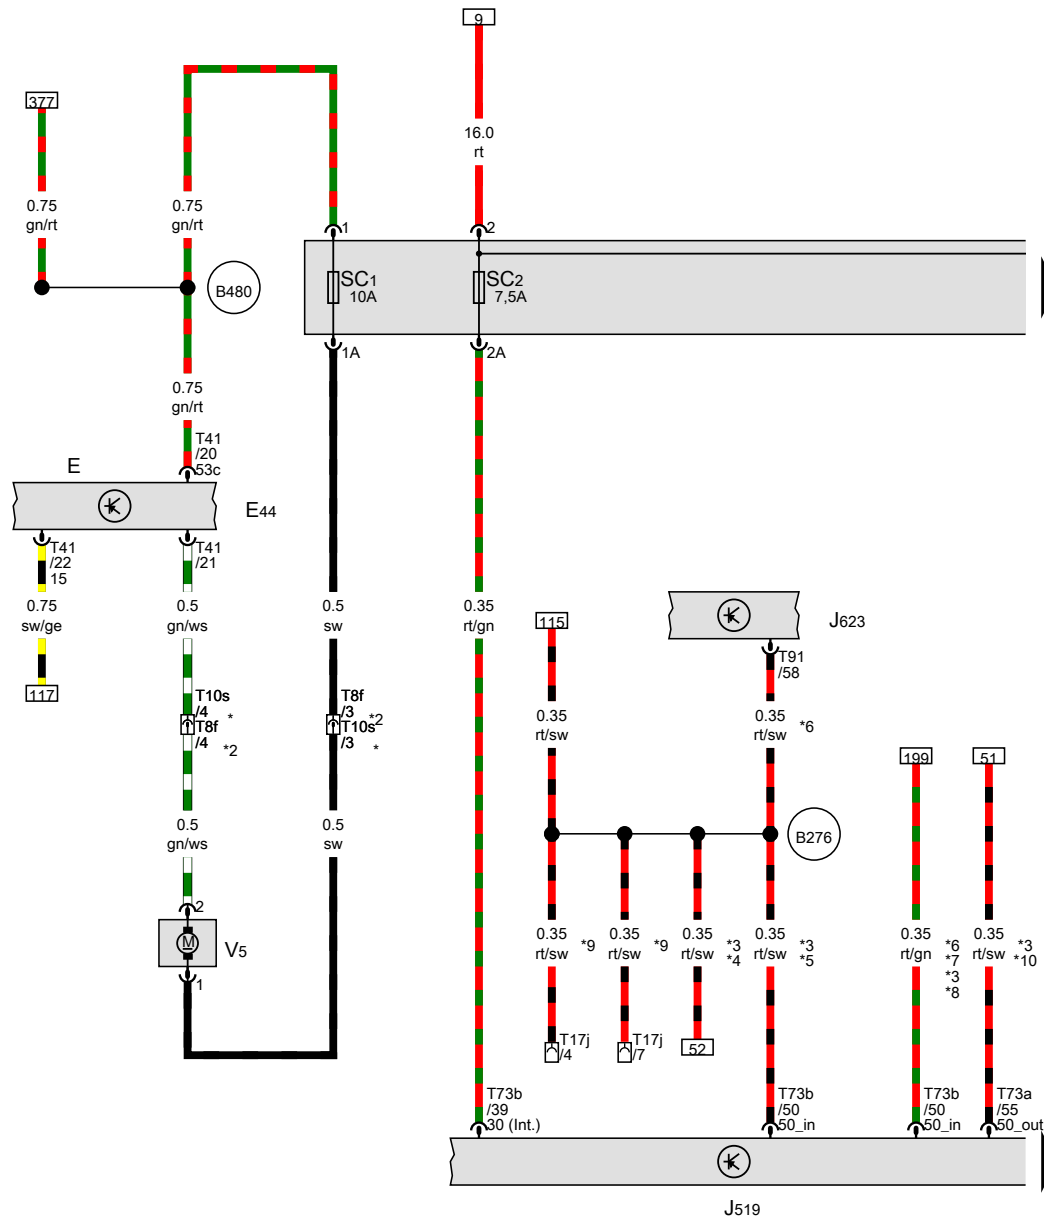 9
377
16.0
rt
0.75
gn/rt
0.75
gn/rt
1
2
B480
SC1
10A
SC2
7,5A
1A
2A
0.75
gn/rt
T41
/20
53c
E
E44
T41
/22
15
T41
/21
0.75
sw/ge
0.5
gn/ws
0.5
sw
0.35
rt/gn
115
J623
T91
/58
117
T10s
/4
*
T8f
/4
*2
T8f
/3
*2
T10s
/3
*
0.35
rt/sw
0.35
rt/sw
*6
199
51
0.5
gn/ws
0.5
sw
B276
2
M
V5
1
0.35
rt/sw
*9
0.35
rt/sw
*9
0.35
rt/sw
*3
*4
0.35
rt/sw
*3
*5
0.35
rt/gn
*6
*7
*3
*8
0.35
rt/sw
*3
*10
T17j
/4
T17j
/7
52
T73b
/39
30 (Int.)
T73b
/50
50_in
T73b
/50
50_in
T73a
/55
50_out
J519